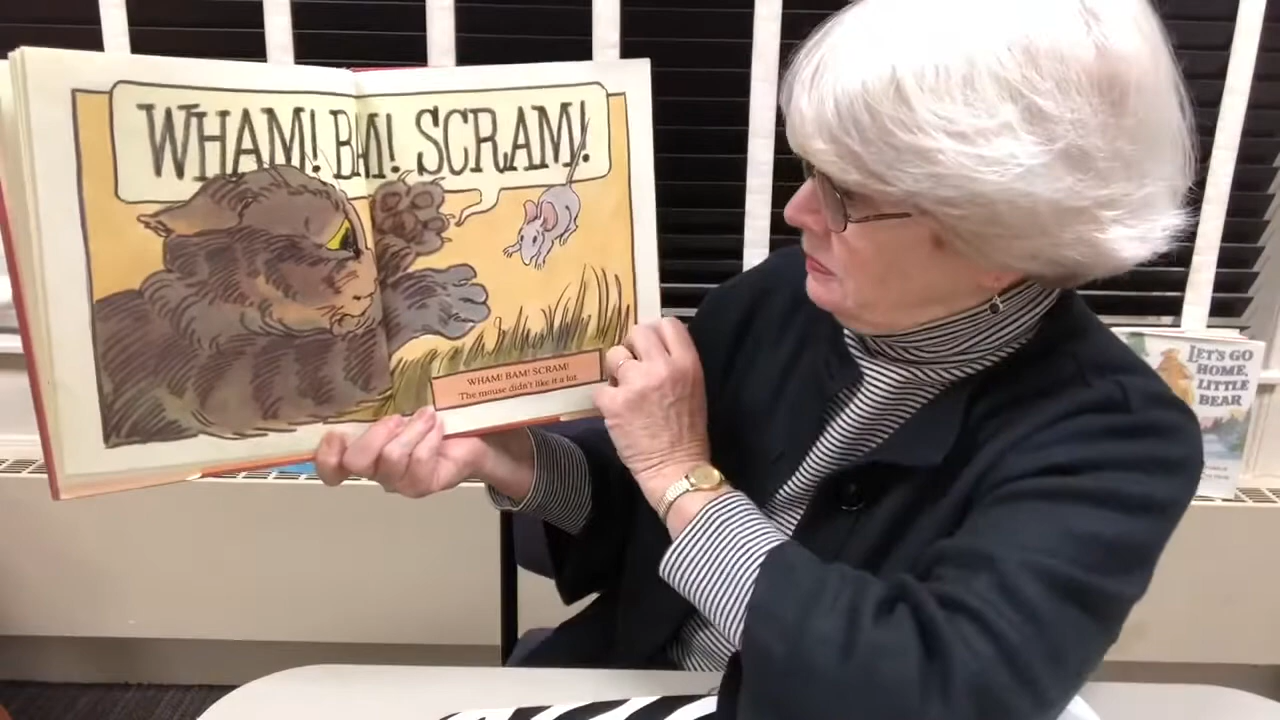 WHAM! BAM! SCRAM!
WHAM! BAM! SCRAM!
The mouse didn't like it a lot.
LET'S GO
HOME,
LITTLE
BEAR